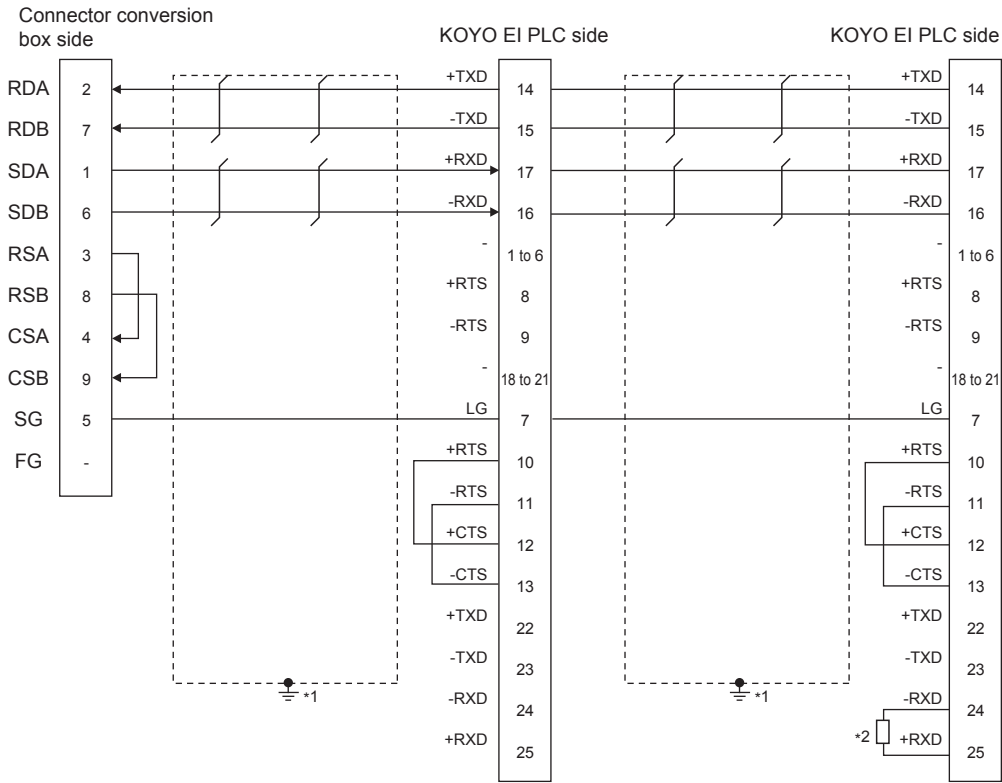 Connector conversion
box side
KOYO EI PLC side
KOYO EI PLC side
RDA 2 +TXD 14 +TXD 14
RDB 7 -TXD 15 -TXD 15
SDA 1 +RXD 17 +RXD 17
SDB 6 -RXD 16 -RXD 16
RSA 3 - 1 to 6 - 1 to 6
RSB 8 +RTS 8 +RTS 8
CSA 4 -RTS 9 -RTS 9
CSB 9 - 18 to 21 - 18 to 21
SG 5 LG 7 LG 7
FG - +RTS 10 +RTS 10
-RTS 11 -RTS 11
+CTS 12 +CTS 12
-CTS 13 -CTS 13
+TXD 22 +TXD 22
-TXD 23 -TXD 23
*1 -RXD 24 *1 -RXD 24
+RXD 25 *2 +RXD 25